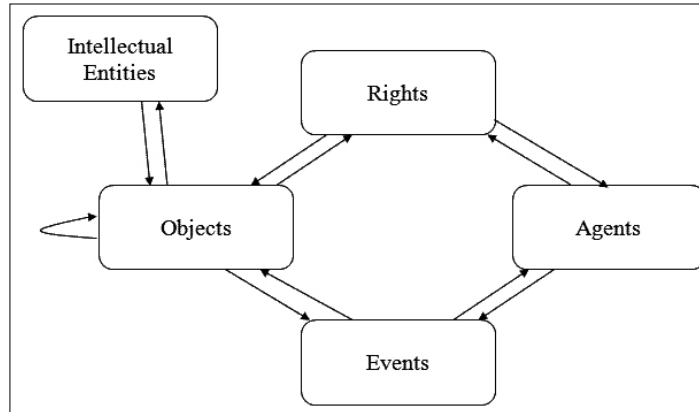 Intellectual
Entities
Rights
Objects
Agents
Events